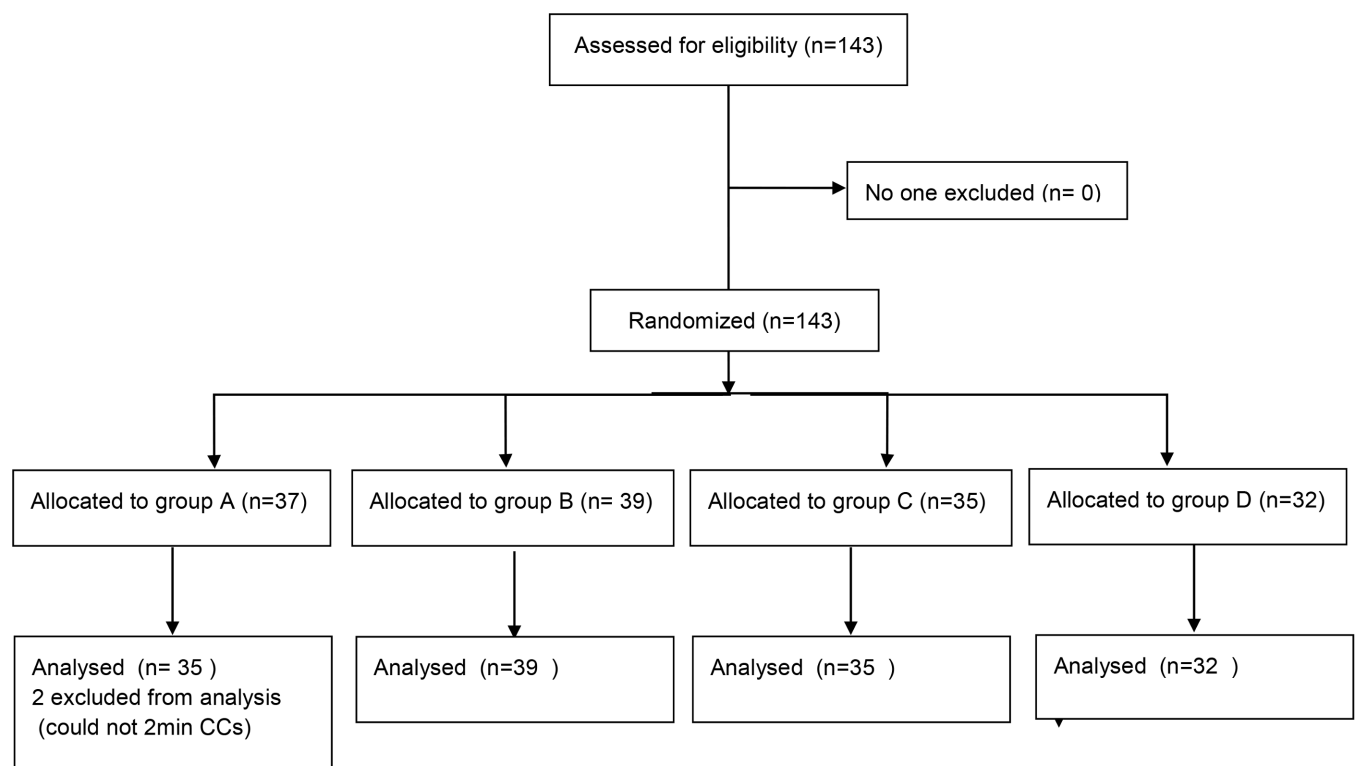 Assessed for eligibility (n=143)
No one excluded (n= 0)
Randomized (n=143)
Allocated to group A (n=37)
Allocated to group B (n= 39)
Allocated to group C (n=35)
Allocated to group D (n=32)
Analysed (n= 35 )
2 excluded from analysis
(could not 2min CCs)
Analysed (n=39 )
Analysed (n=35 )
Analysed (n=32 )